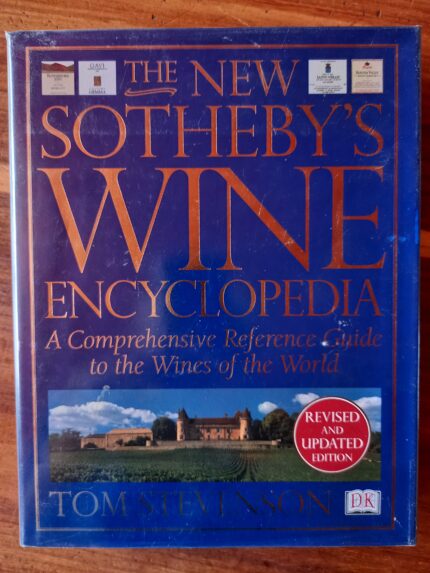 THE NEW
SOTHEBY'S
WINE
ENCYCLOPEDIA
A Comprehensive Reference Guide
to the Wines of the World
REVISED
AND
UPDATED
EDITION
TOM STEVENSON
DK
GAVI